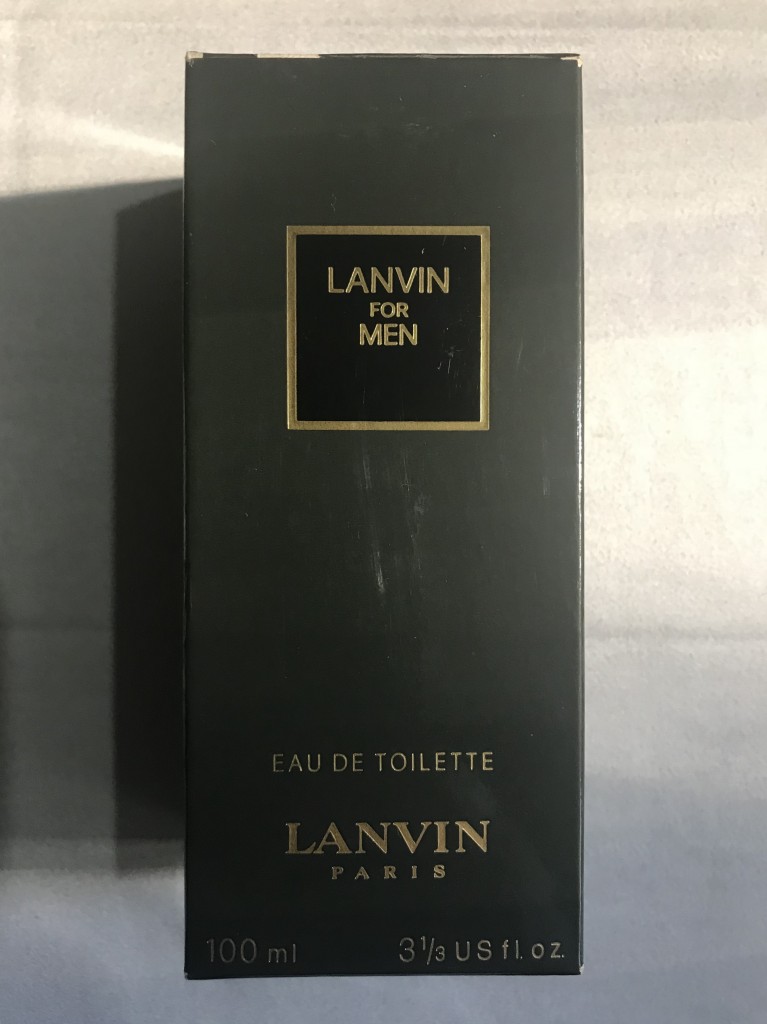 LANVIN
FOR
MEN
EAU DE TOILETTE
LANVIN
PARIS
100 ml 3 1/3 US fl. oz.